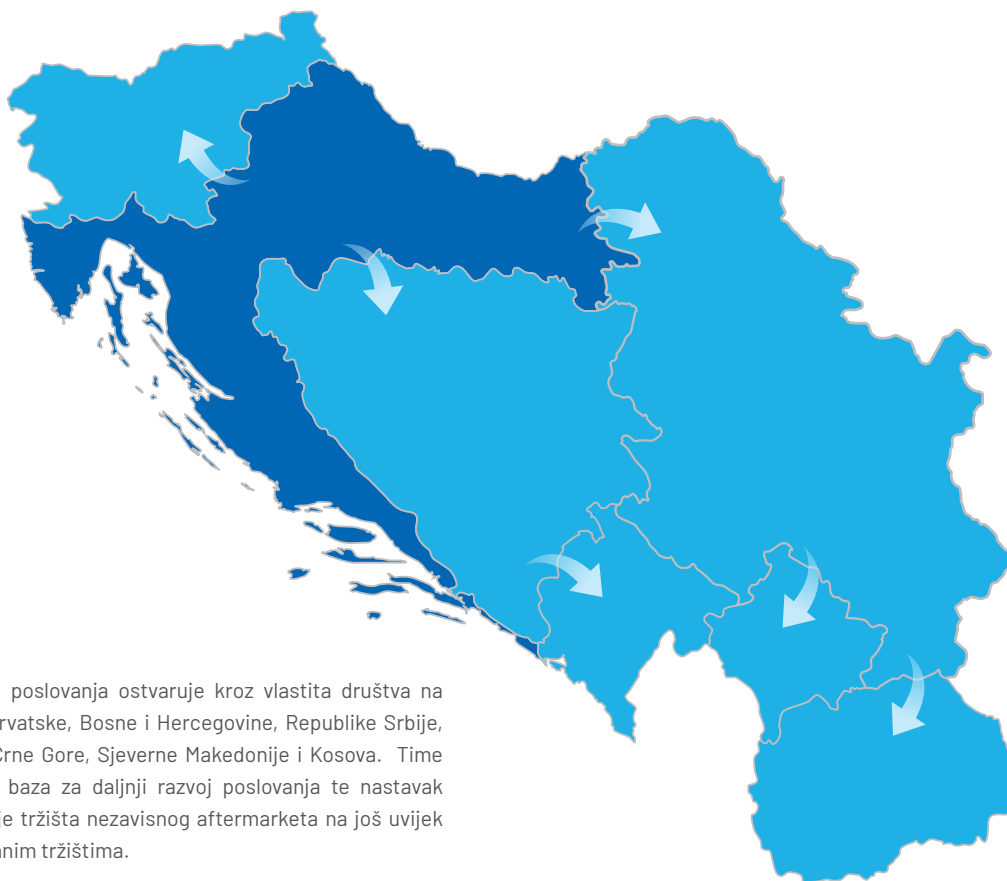 poslovanja ostvaruje kroz vlastita društva na
rvatske, Bosne i Hercegovine, Republike Srbije,
Crne Gore, Sjeverne Makedonije i Kosova. Time
baza za daljnji razvoj poslovanja te nastavak
je tržišta nezavisnog aftermarketa na još uvijek
anim tržištima.